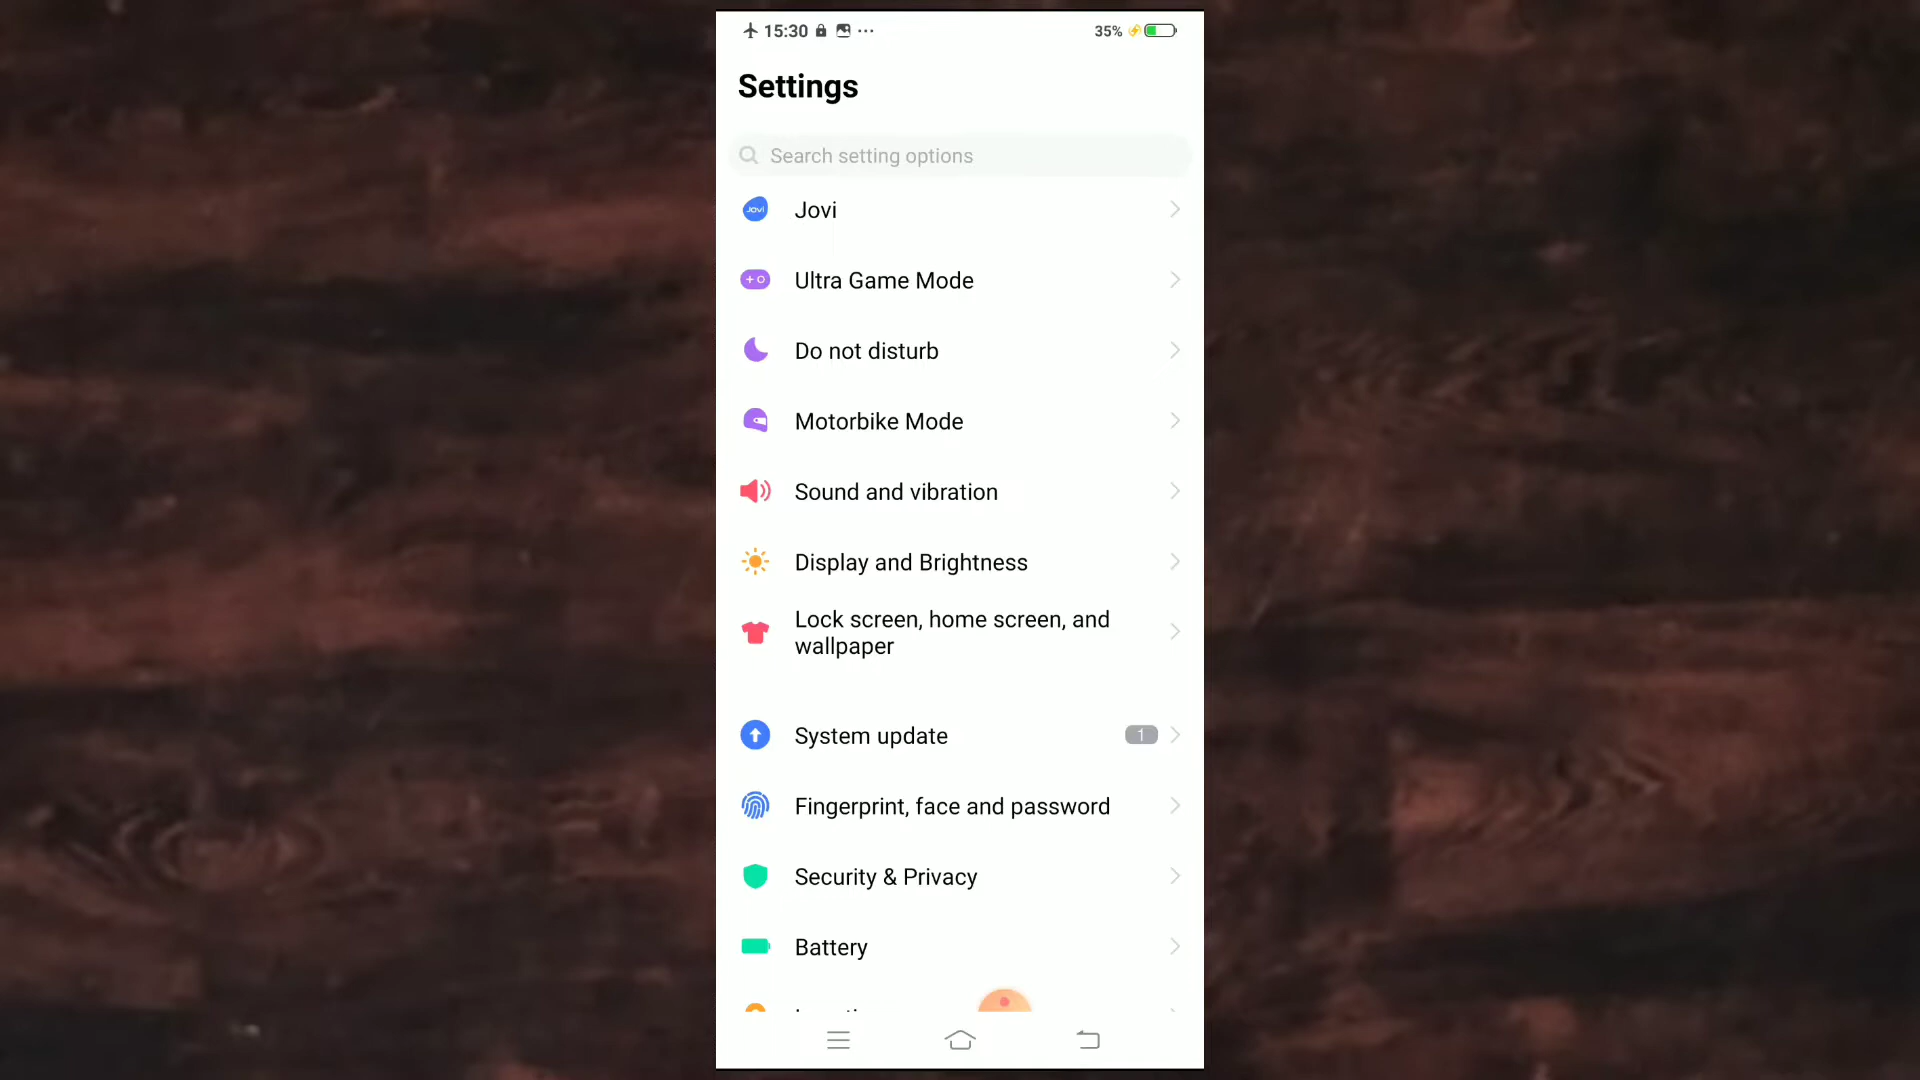 15:30
35%
Settings
Search setting options
Jovi
Jovi
Ultra Game Mode
Do not disturb
Motorbike Mode
Sound and vibration
Display and Brightness
Lock screen, home screen, and
wallpaper
System update
1
Fingerprint, face and password
Security & Privacy
Battery